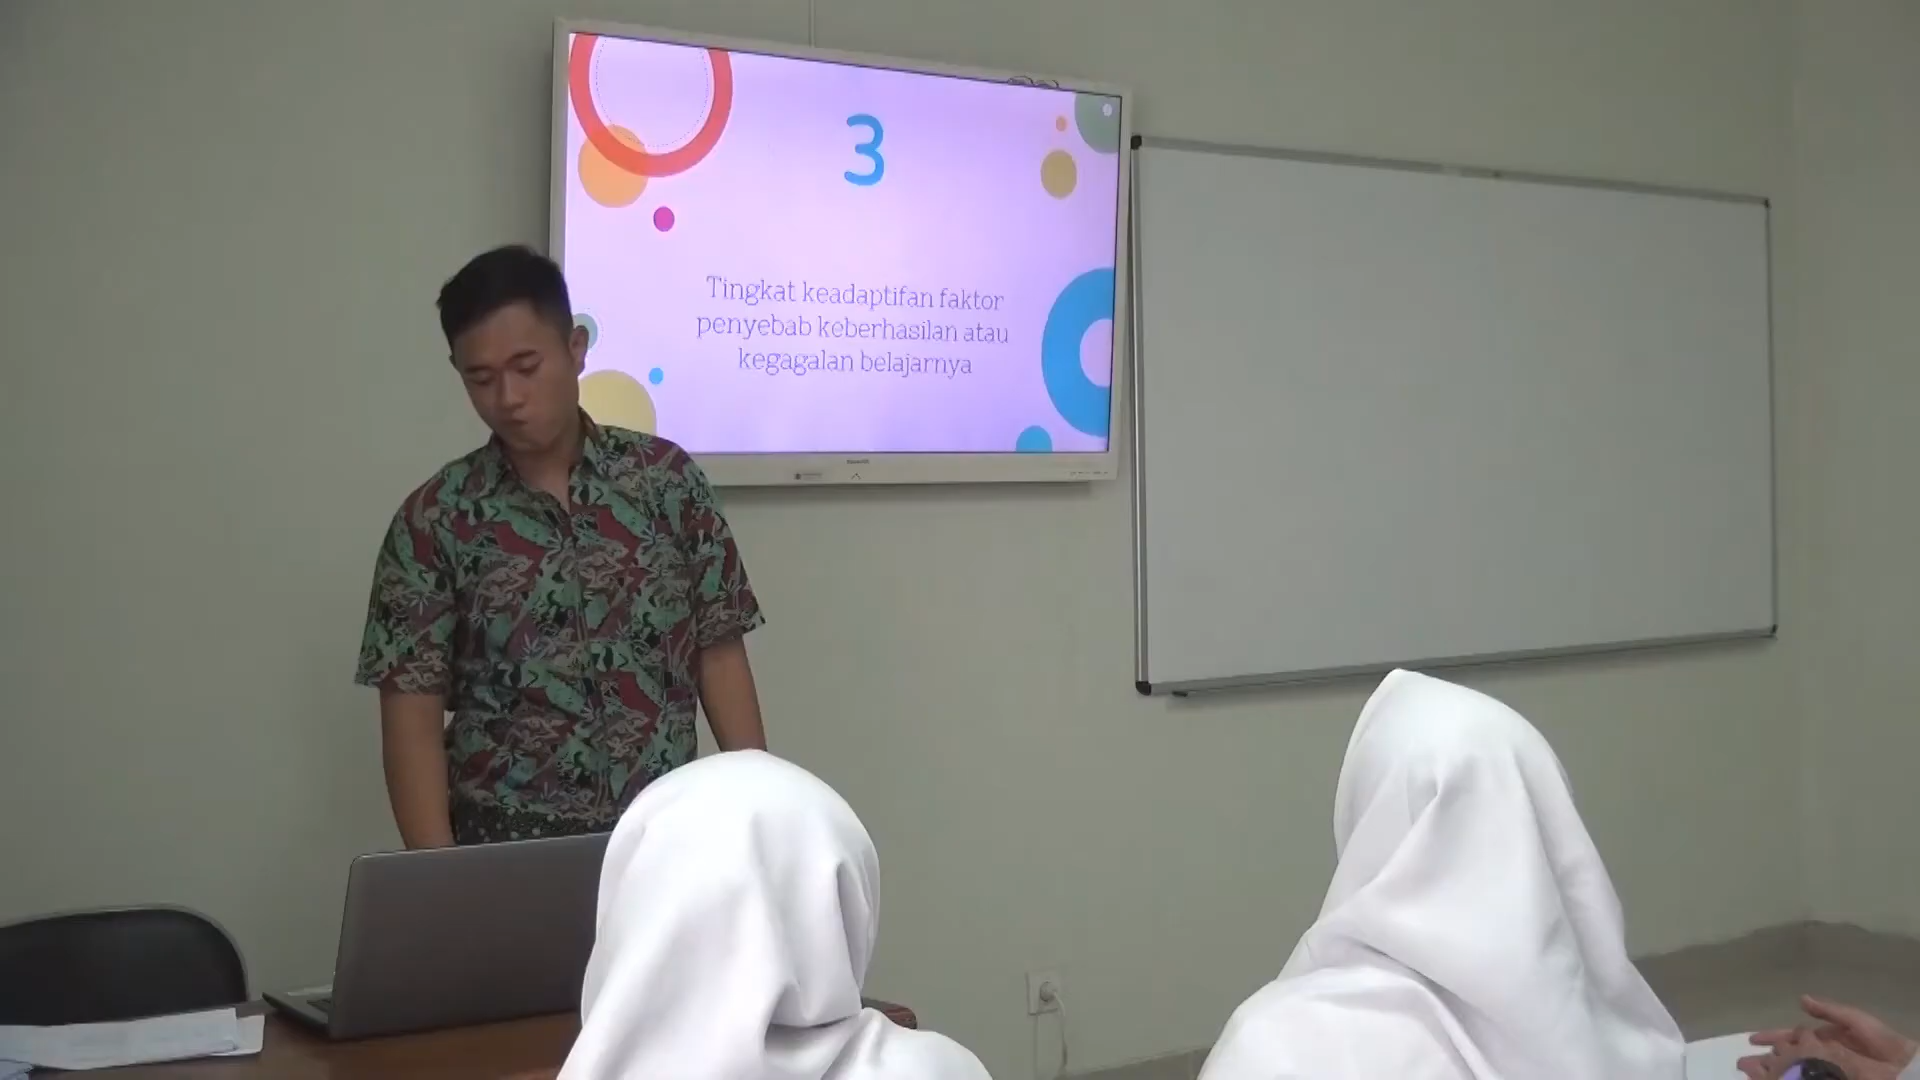 3
Tingkat keadaptifan faktor
penyebab keberhasilan atau
kegagalan belajarnya